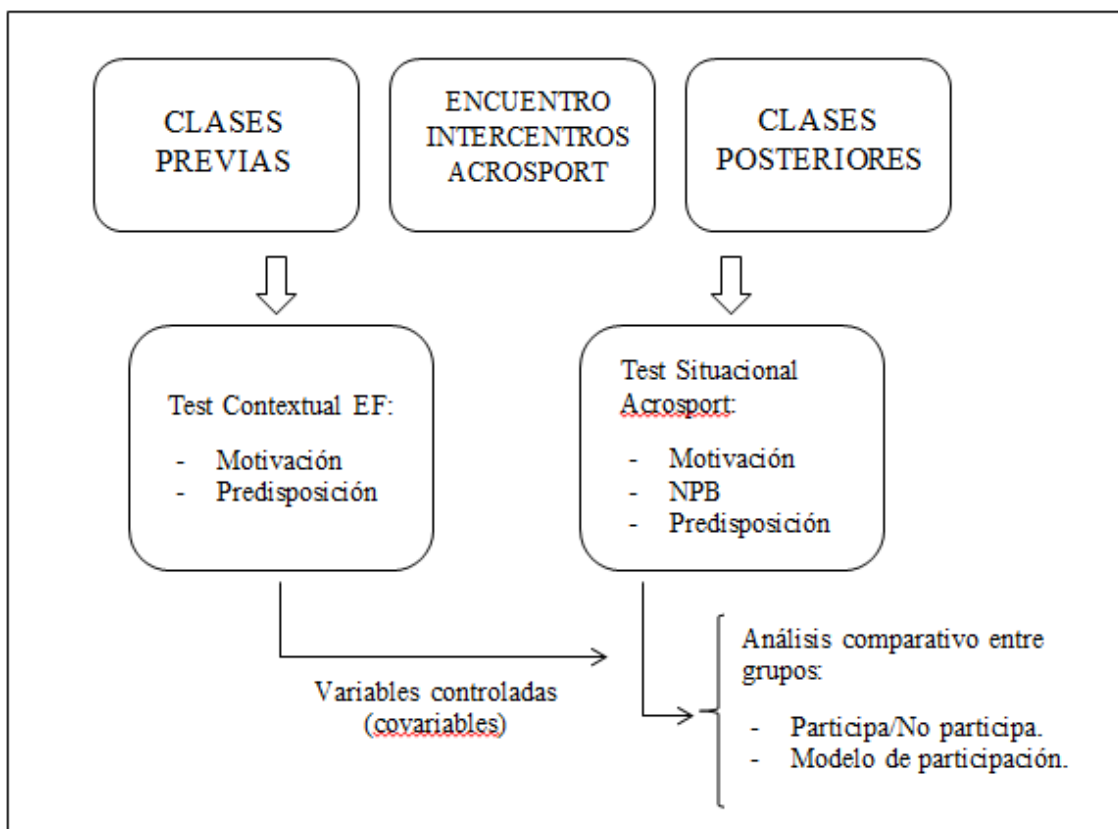 CLASES
PREVIAS
ENCUENTRO
INTERCENTROS
ACROSPORT
CLASES
POSTERIORES
Test Contextual EF:
- Motivación
- Predisposición
Test Situacional
Acrosport:
- Motivación
- NPB
- Predisposición
Variables controladas
(covariables)
Análisis comparativo entre
grupos:
- Participa/No participa.
- Modelo de participación.